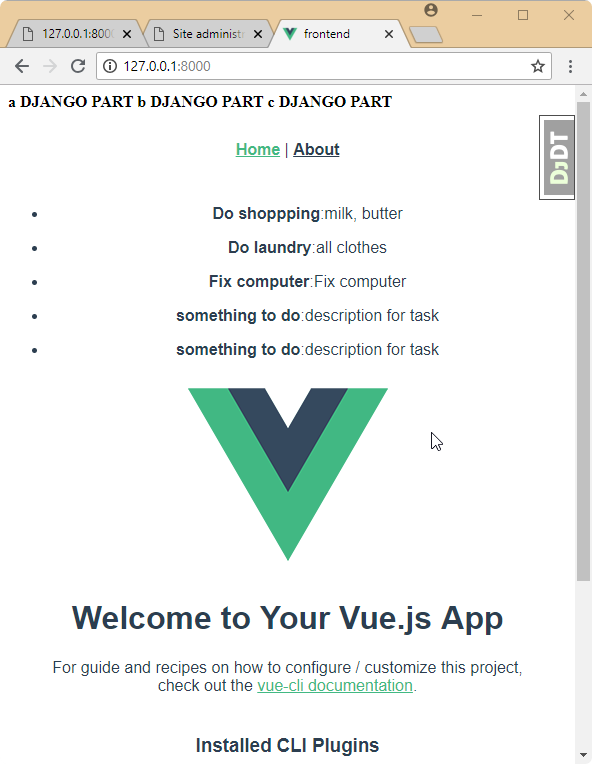 127.0.0.1:800
Site administ
frontend
127.0.0.1:8000
a DJANGO PART b DJANGO PART c DJANGO PART
DJDT
Home | About
• Do shoppping:milk, butter
• Do laundry:all clothes
• Fix computer:Fix computer
• something to do:description for task
• something to do:description for task
Welcome to Your Vue.js App
For guide and recipes on how to configure / customize this project,
check out the vue-cli documentation.
Installed CLI Plugins